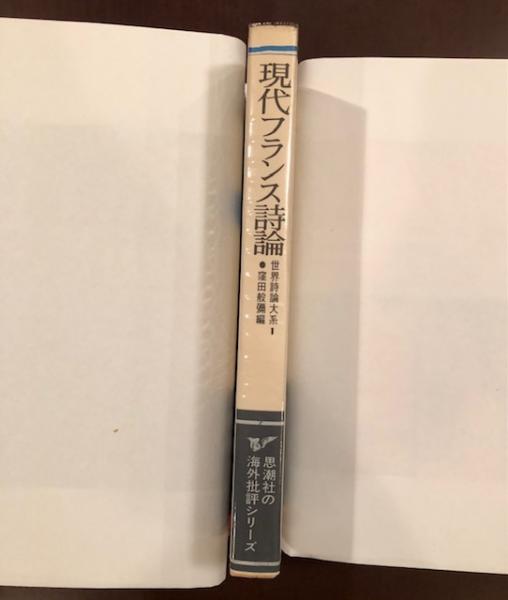 現代フランス詩論
世界詩論大系1
●窪田般彌編
思潮社の
海外批評シリーズ